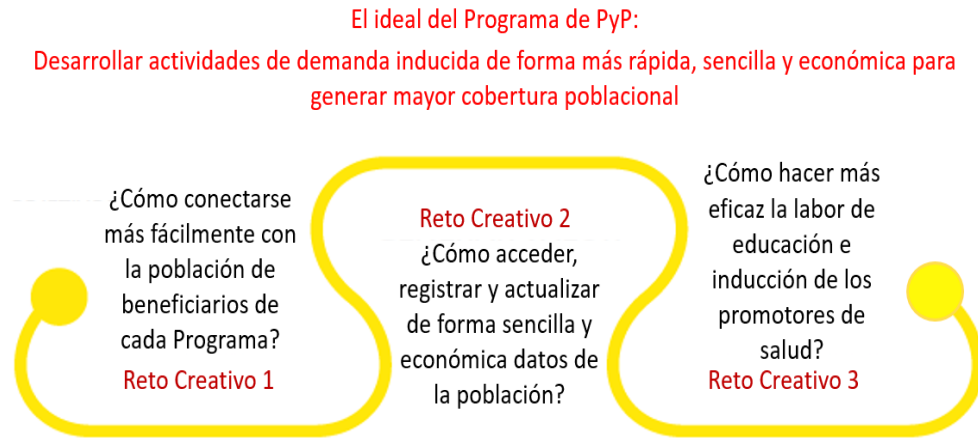 El ideal del Programa de PyP:
Desarrollar actividades de demanda inducida de forma más rápida, sencilla y económica para
generar mayor cobertura poblacional
¿Cómo conectarse
más fácilmente con
la población de
beneficiarios de
cada Programa?
Reto Creativo 1
Reto Creativo 2
¿Cómo acceder,
registrar y actualizar
de forma sencilla y
económica datos de
la población?
¿Cómo hacer más
eficaz la labor de
educación e
inducción de los
promotores de
salud?
Reto Creativo 3